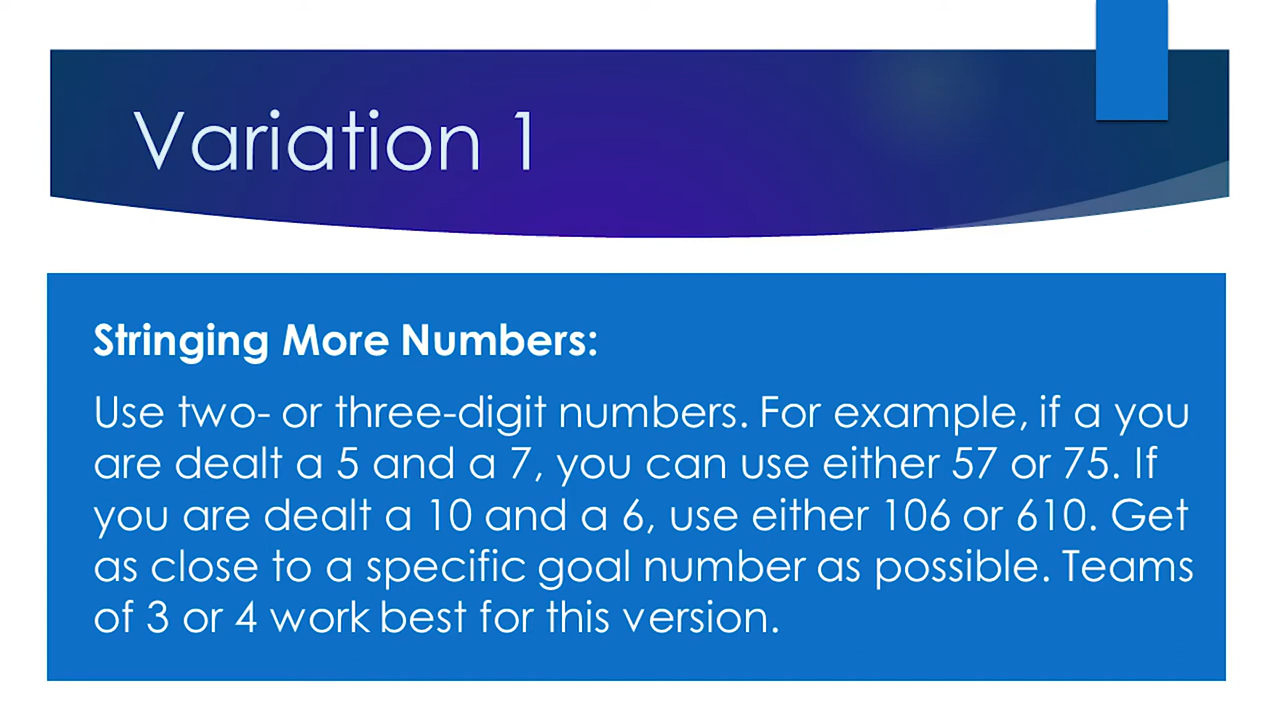 Variation 1
Stringing More Numbers:
Use two- or three-digit numbers. For example, if a you
are dealt a 5 and a 7, you can use either 57 or 75. If
you are dealt a 10 and a 6, use either 106 or 610. Get
as close to a specific goal number as possible. Teams
of 3 or 4 work best for this version.